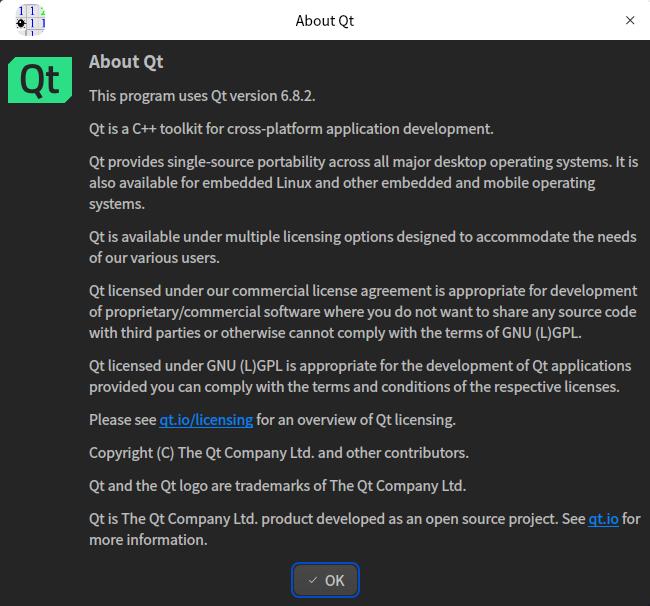 About Qt
Qt
About Qt
This program uses Qt version 6.8.2.
Qt is a C++ toolkit for cross-platform application development.
Qt provides single-source portability across all major desktop operating systems. It is
also available for embedded Linux and other embedded and mobile operating
systems.
Qt is available under multiple licensing options designed to accommodate the needs
of our various users.
Qt licensed under our commercial license agreement is appropriate for development
of proprietary/commercial software where you do not want to share any source code
with third parties or otherwise cannot comply with the terms of GNU (L)GPL.
Qt licensed under GNU (L)GPL is appropriate for the development of Qt applications
provided you can comply with the terms and conditions of the respective licenses.
Please see qt.io/licensing for an overview of Qt licensing.
Copyright (C) The Qt Company Ltd. and other contributors.
Qt and the Qt logo are trademarks of The Qt Company Ltd.
Qt is The Qt Company Ltd. product developed as an open source project. See qt.io for
more information.
OK